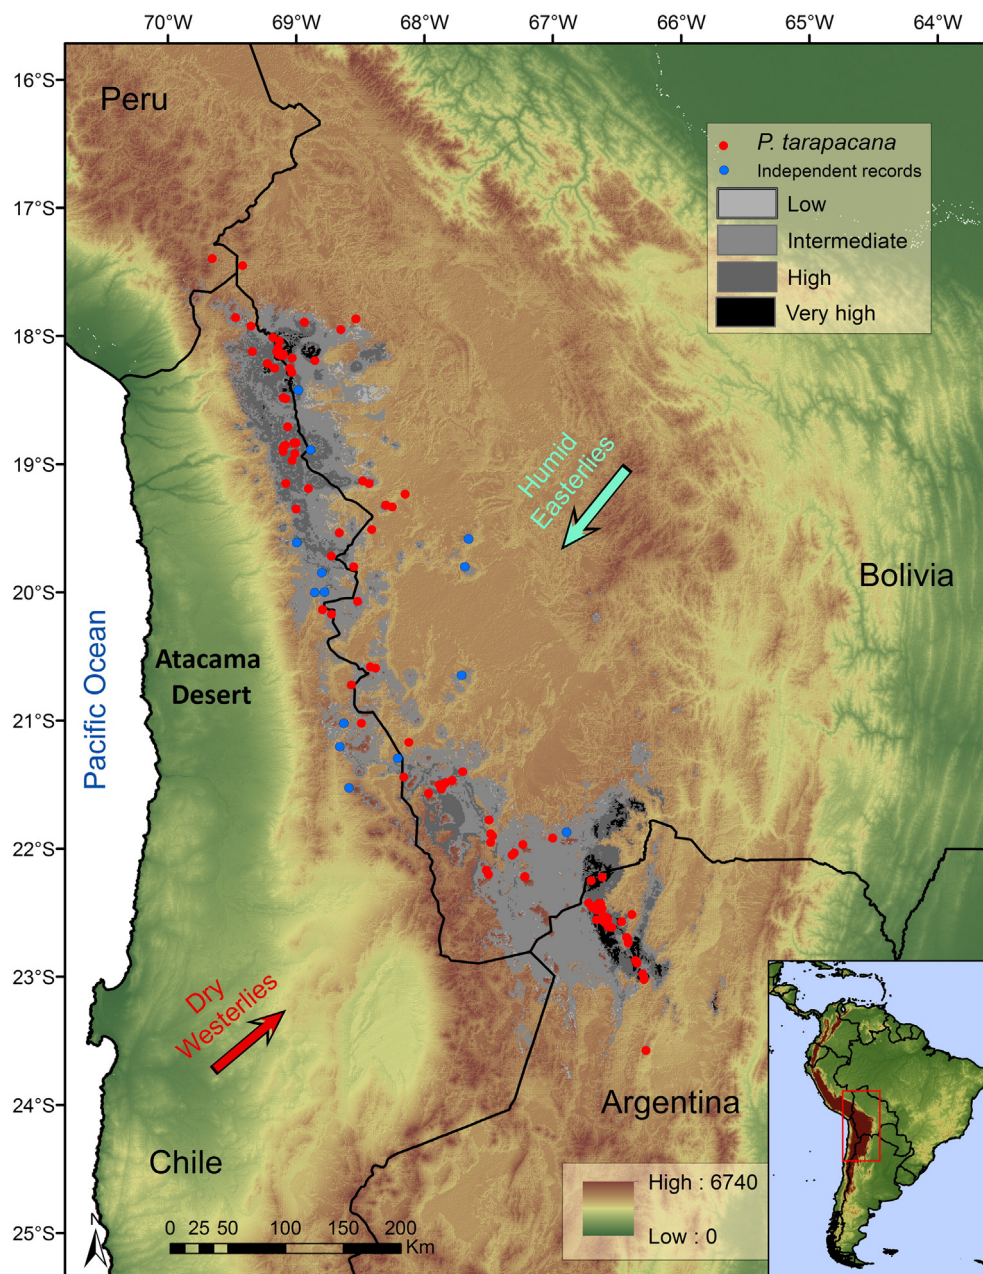 70°W 69°W 68°W 67°W 66°W 65°W 64°W
16°S
17°S
18°S
19°S
20°S
21°S
22°S
23°S
24°S
25°S
Peru
P. tarapacana
Independent records
Low
Intermediate
High
Very high
Humid
Easterlies
Bolivia
Pacific Ocean
Atacama
Desert
Dry
Westerlies
Argentina
Chile
High : 6740
Low : 0
N
0 25 50 100 150 200
Km